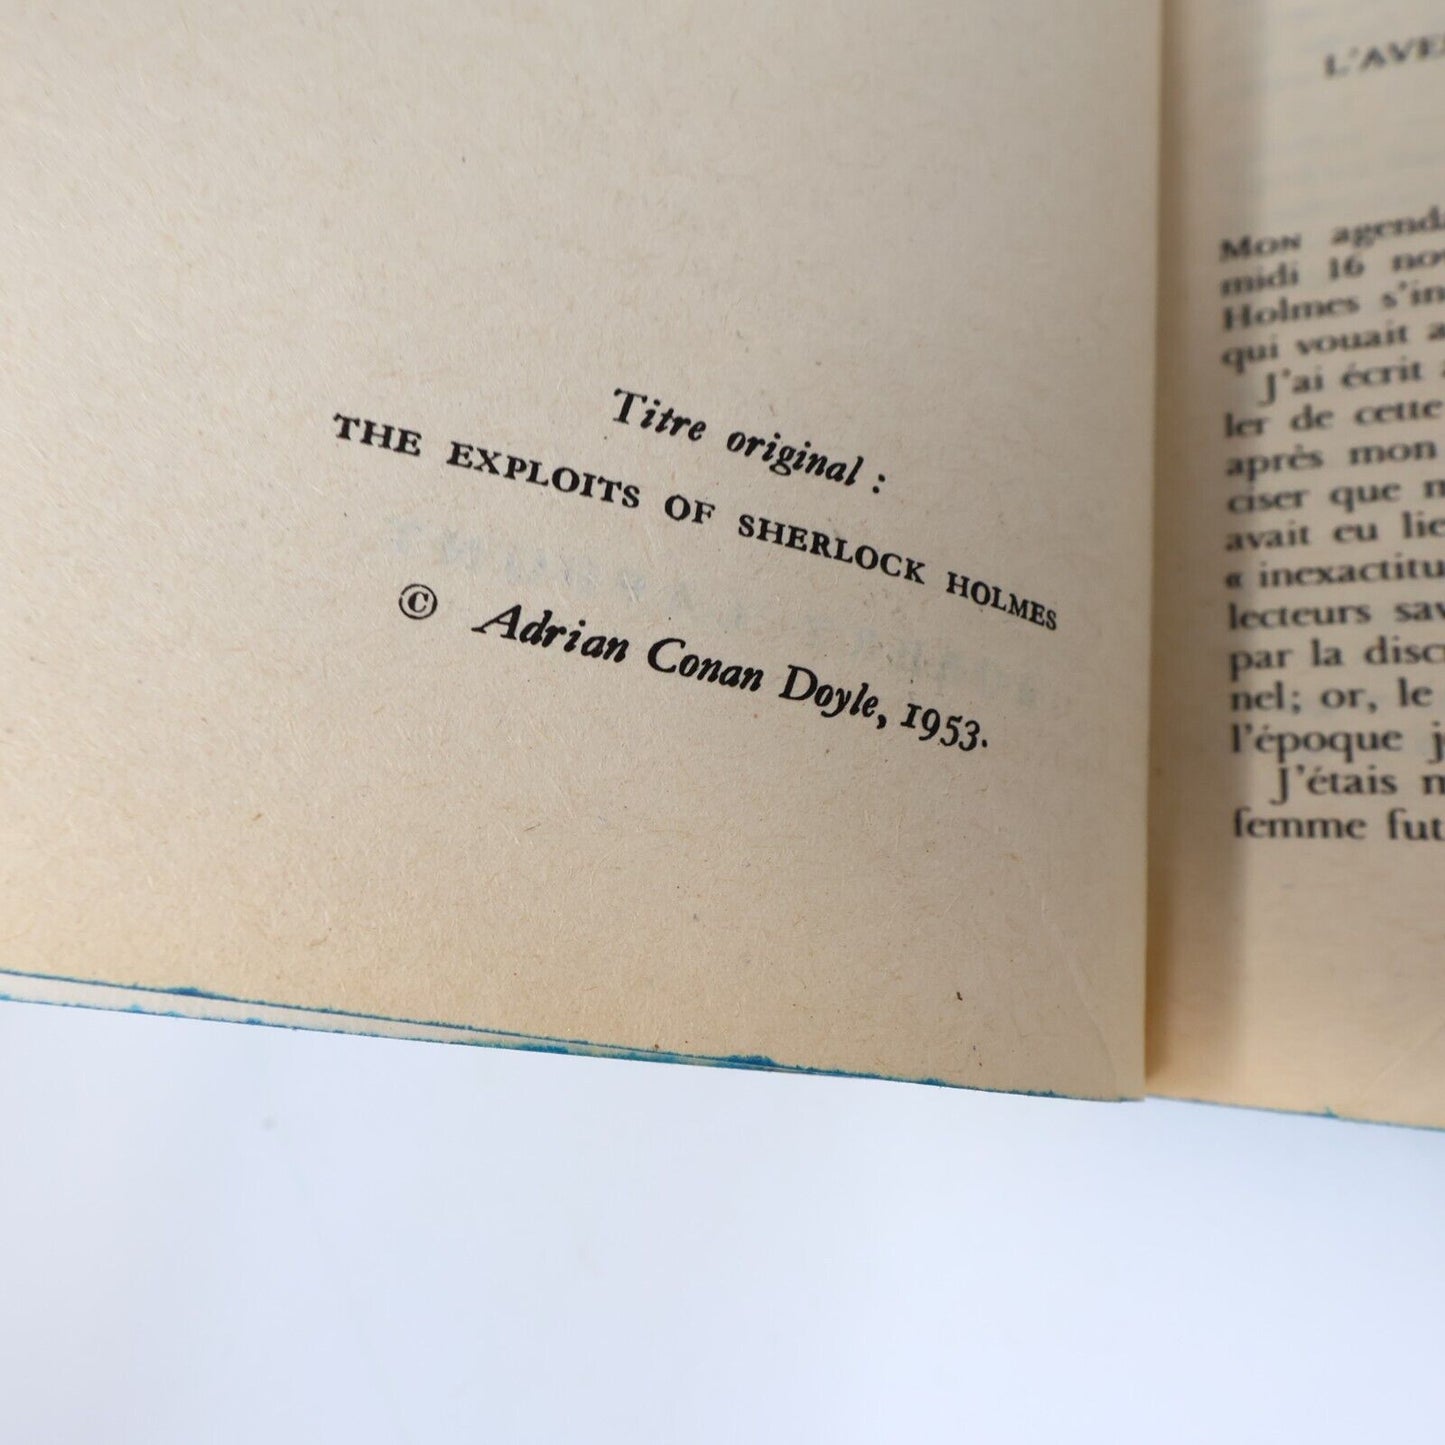 Titre original :
THE EXPLOITS OF SHERLOCK HOLMES
© Adrian Conan Doyle, 1953.
L'AVE
MON agenda
midi 16 nov
Holmes s'in
qui vouait a
J'ai écrit
ler de cette
après mon
ciser que
avait eu lie
« inexactitu
lecteurs sav
par la disc
nel; or, le
l'époque j
J'étais
femme fut